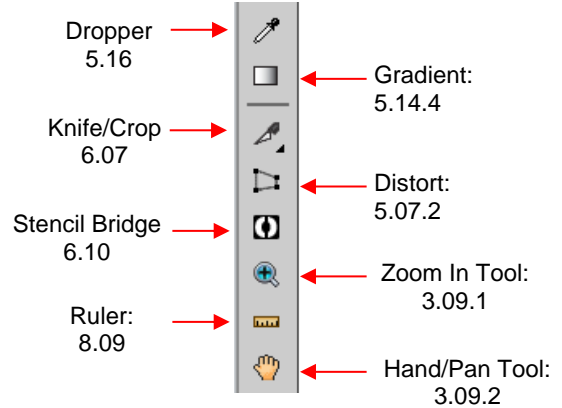 Dropper
5.16
Gradient:
5.14.4
Knife/Crop
6.07
Distort:
5.07.2
Stencil Bridge
6.10
Zoom In Tool:
3.09.1
Ruler:
8.09
Hand/Pan Tool:
3.09.2